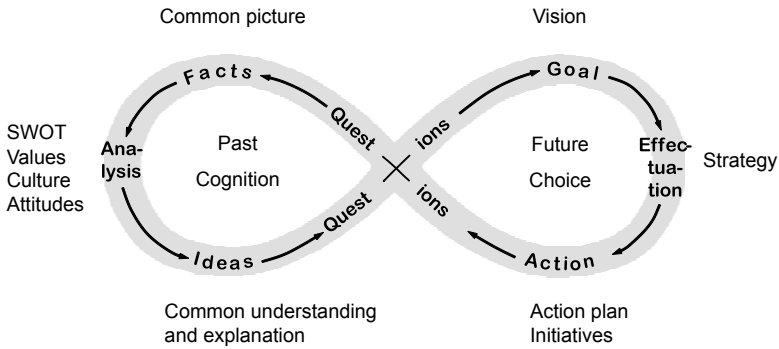 Common picture
Vision
Facts
Goal
Quest
ions
SWOT
Values
Culture
Attitudes
Ana-
lysis
Past
Cognition
Future
Choice
Effec-
tua-
tion
Strategy
Quest
ions
Ideas
Action
Common understanding
and explanation
Action plan
Initiatives